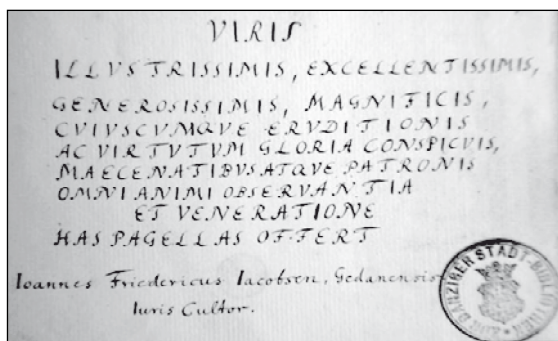 VIRIS
ILLVSTRISSIMIS, EXCELLENTISSIMIS,
GENEROSISSIMIS, MAGNIFICIS,
CVIVSCVMQVE ERVDITIONIS
AC VIRTVTVM GLORIA CONSPICVIS,
MAECENATIBVS ATQVE PATRONIS
OMNI ANIMI OBSERVANTIA
ET VENERATIONE
HAS PAGELLAS OFFERT
Ioannes Friedericus Iacobsen, Gedanensis
Iuris Cultor.
DANZIGER STADT-BIBLIOTHEK